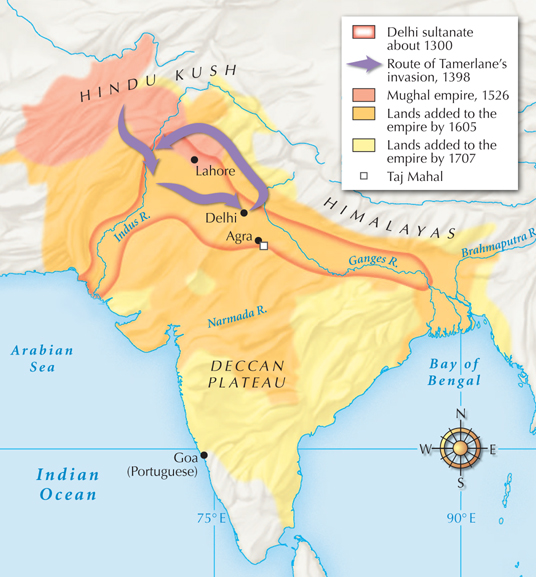 Delhi sultanate
about 1300
Route of Tamerlane's
invasion, 1398
Mughal empire, 1526
Lands added to the
empire by 1605
Lands added to the
empire by 1707
Taj Mahal
HINDU KUSH
Lahore
Delhi
Agra
Indus R.
HIMALAYAS
Brahmaputra R.
Ganges R.
Narmada R.
Arabian
Sea
DECCAN
PLATEAU
Bay of
Bengal
N
W
E
S
Goa
(Portuguese)
Indian
Ocean
75°E
90°E